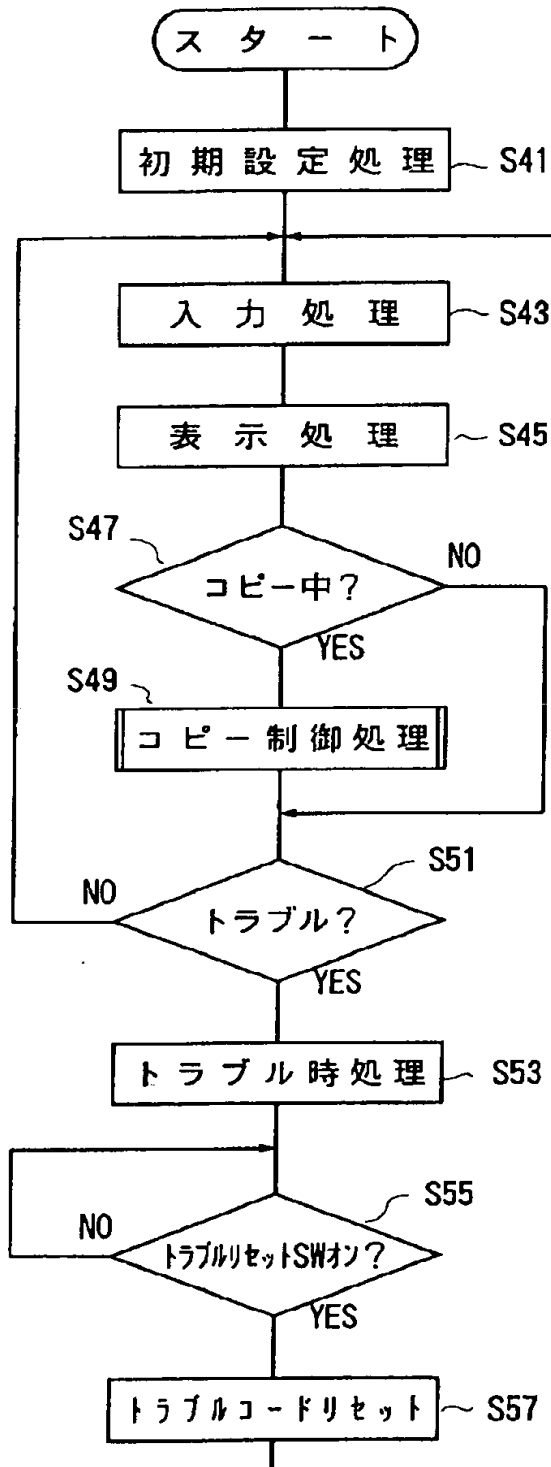 スタート
初期設定処理
S41
入力処理
S43
表示処理
S45
S47
コピー中？
NO
YES
S49
コピー制御処理
S51
NO
トラブル？
YES
トラブル時処理
S53
S55
NO
トラブルリセットSWオン？
YES
トラブルコードリセット
S57